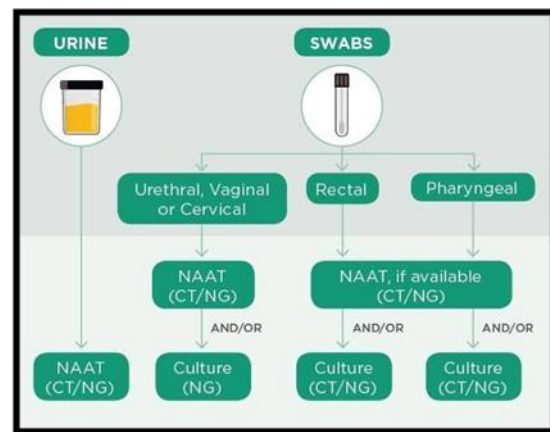 URINE
SWABS
Urethral, Vaginal
or Cervical
Rectal
Pharyngeal
NAAT
(CT/NG)
NAAT, if available
(CT/NG)
AND/OR
AND/OR
AND/OR
NAAT
(CT/NG)
Culture
(NG)
Culture
(CT/NG)
Culture
(CT/NG)